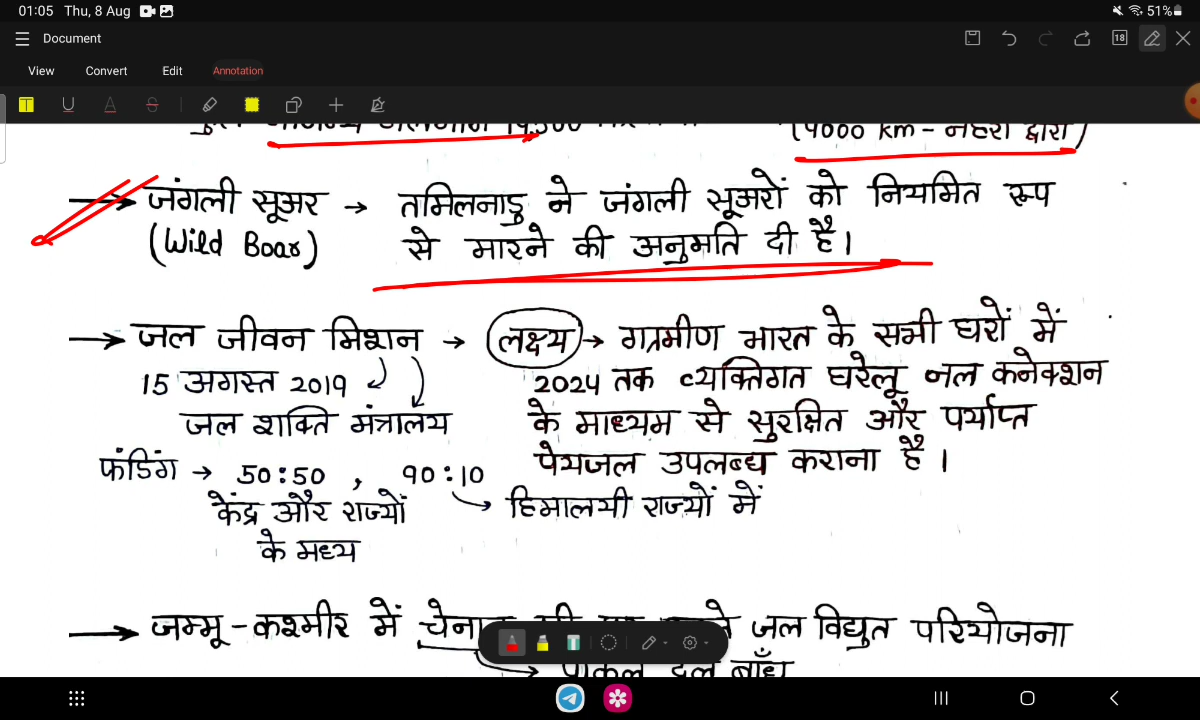 01:05 Thu, 8 Aug 51%
Document 18
View Convert Edit Annotation
(4000 km - नहरों द्वारा)
→ जंगली सूअर → तमिलनाडु ने जंगली सूअरों को नियमित रूप
(Wild Boar) से मारने की अनुमति दी है।
→ जल जीवन मिशन → लक्ष्य → ग्रामीण भारत के सभी घरों में
15 अगस्त 2019 2024 तक व्यक्तिगत घरेलू नल कनेक्शन
जल शक्ति मंत्रालय के माध्यम से सुरक्षित और पर्याप्त
फंडिंग → 50:50 , 90:10 पेयजल उपलब्ध कराना है।
केंद्र और राज्यों → हिमालयी राज्यों में
के मध्य
→ जम्मू-कश्मीर में जल विद्युत परियोजना
बाँध